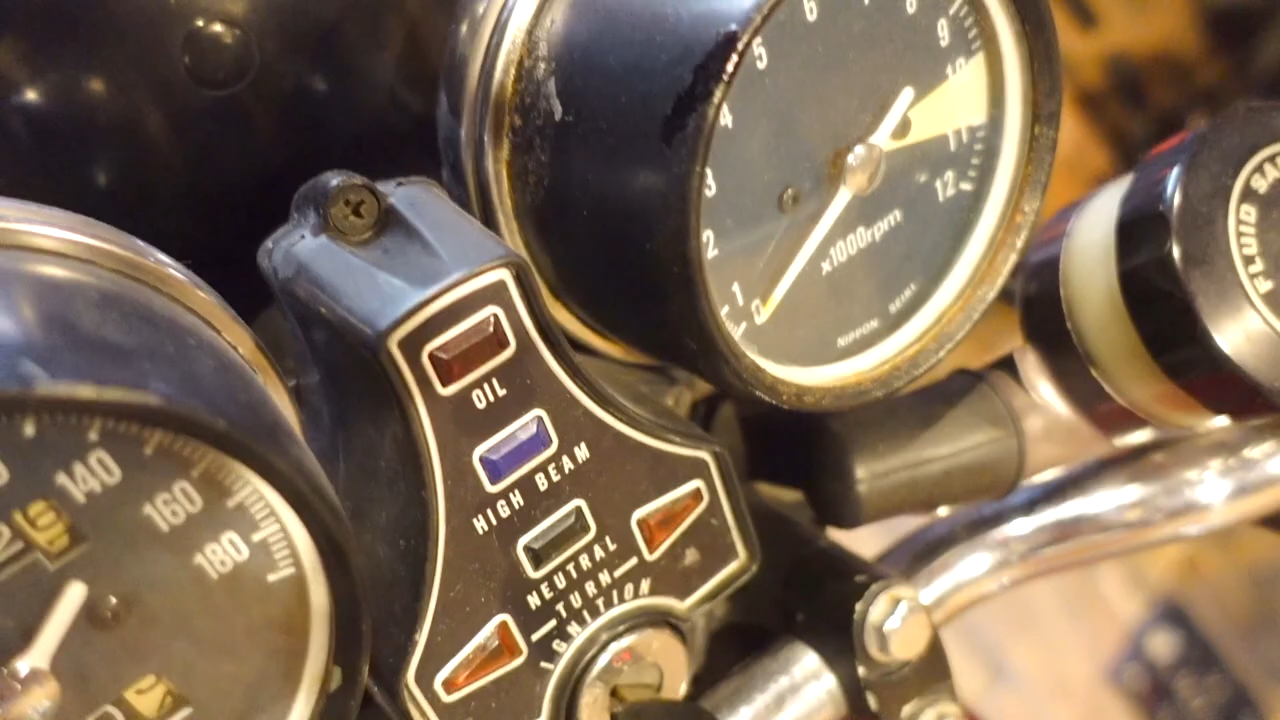 6
8
5
9
10
4
11
3
12
2
x1000rpm
1
0
NIPPON SEIKI
FLUID
OIL
HIGH BEAM
NEUTRAL
TURN
IGNITION
140
160
180